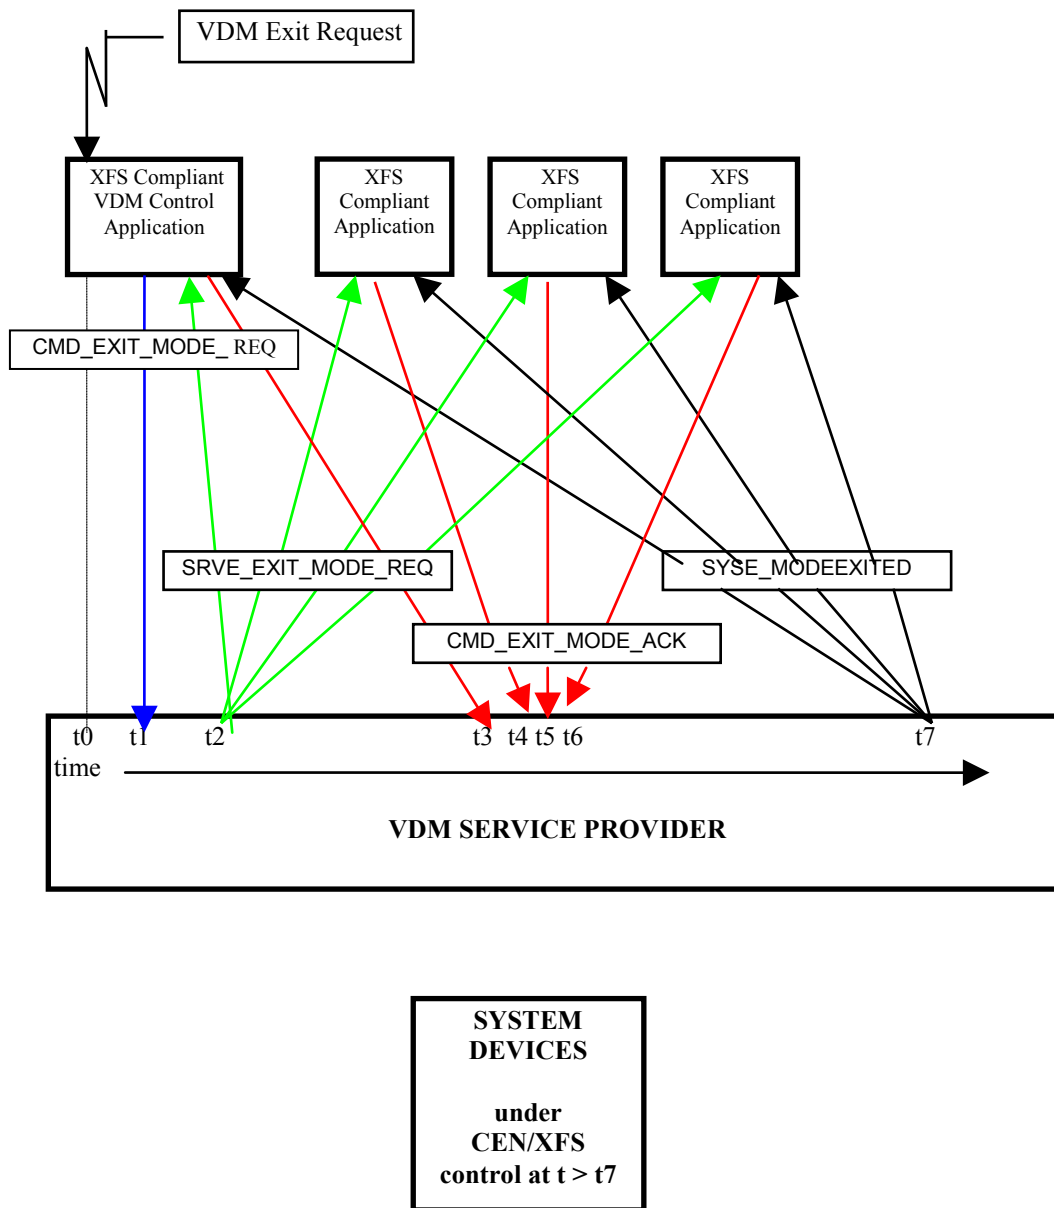 VDM Exit Request
XFS Compliant
VDM Control
Application
XFS
Compliant
Application
XFS
Compliant
Application
XFS
Compliant
Application
CMD_EXIT_MODE_ REQ
SRVE_EXIT_MODE_REQ
SYSE_MODEEXITED
CMD_EXIT_MODE_ACK
t0 t1 t2 t3 t4 t5 t6 t7
time
VDM SERVICE PROVIDER
SYSTEM
DEVICES
under
CEN/XFS
control at t > t7